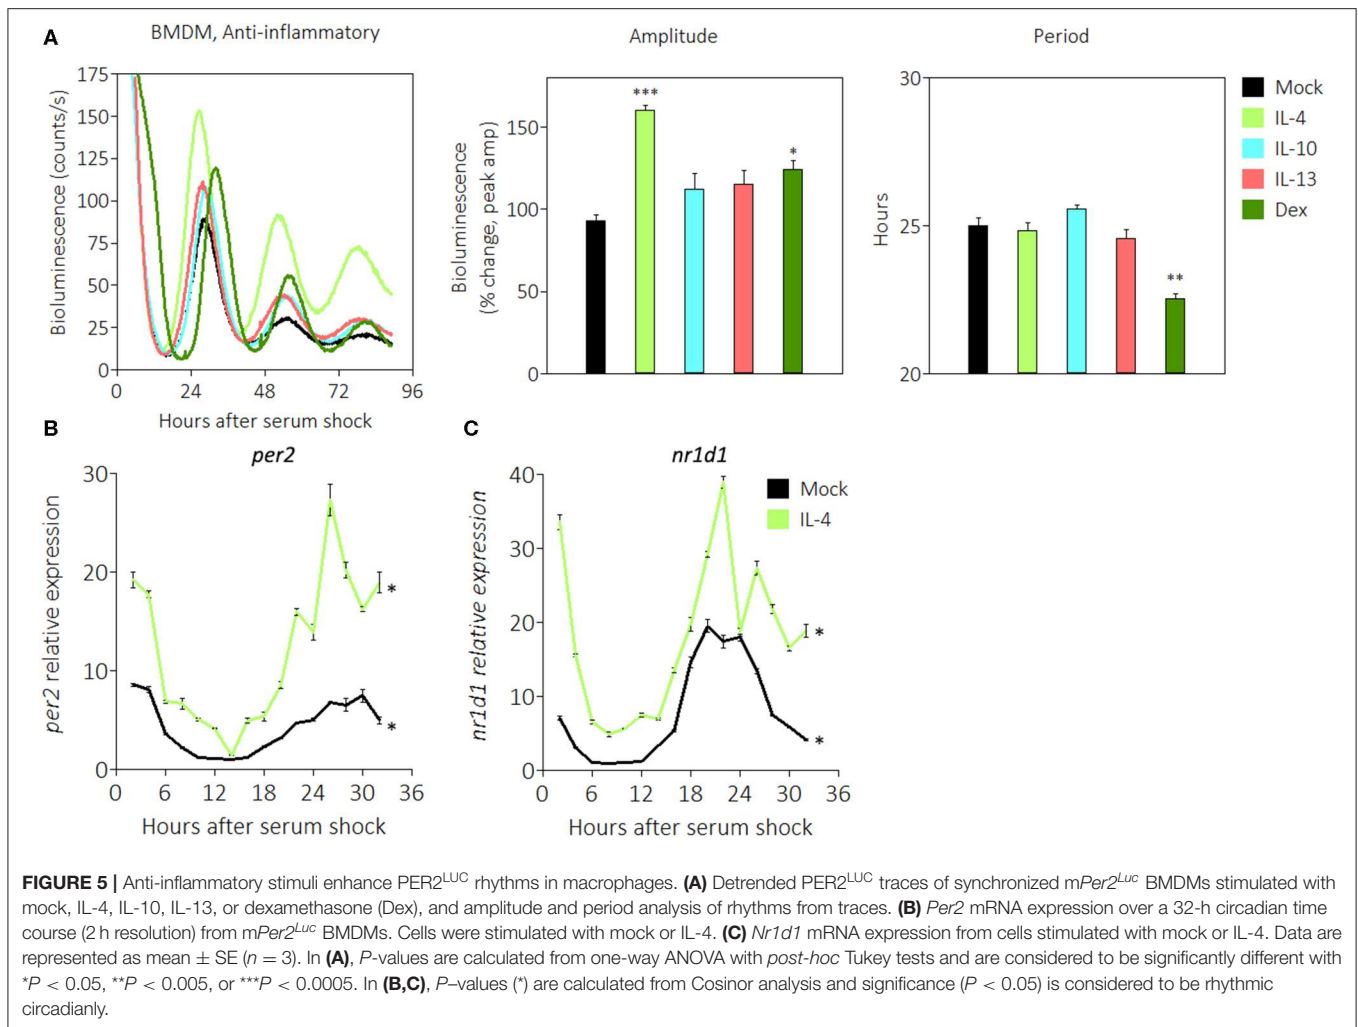 A
BMDM, Anti-inflammatory
Amplitude
Period
Bioluminescence (counts/s)
175
150
125
100
75
50
25
0
0 24 48 72 96
Hours after serum shock
Bioluminescence
(% change, peak amp)
150
100
50
0
***
*
Hours
30
25
20
**
Mock
IL-4
IL-10
IL-13
Dex
B
per2
per2 relative expression
30
20
10
0
*
*
0 6 12 18 24 30 36
Hours after serum shock
C
nr1d1
nr1d1 relative expression
40
30
20
10
0
*
*
0 6 12 18 24 30 36
Hours after serum shock
Mock
IL-4
FIGURE 5 | Anti-inflammatory stimuli enhance PER2LUC rhythms in macrophages. (A) Detrended PER2LUC traces of synchronized mPer2Luc BMDMs stimulated with
mock, IL-4, IL-10, IL-13, or dexamethasone (Dex), and amplitude and period analysis of rhythms from traces. (B) Per2 mRNA expression over a 32-h circadian time
course (2 h resolution) from mPer2Luc BMDMs. Cells were stimulated with mock or IL-4. (C) Nr1d1 mRNA expression from cells stimulated with mock or IL-4. Data are
represented as mean ± SE (n = 3). In (A), P-values are calculated from one-way ANOVA with post-hoc Tukey tests and are considered to be significantly different with
*P < 0.05, **P < 0.005, or ***P < 0.0005. In (B,C), P–values (*) are calculated from Cosinor analysis and significance (P < 0.05) is considered to be rhythmic
circadianly.